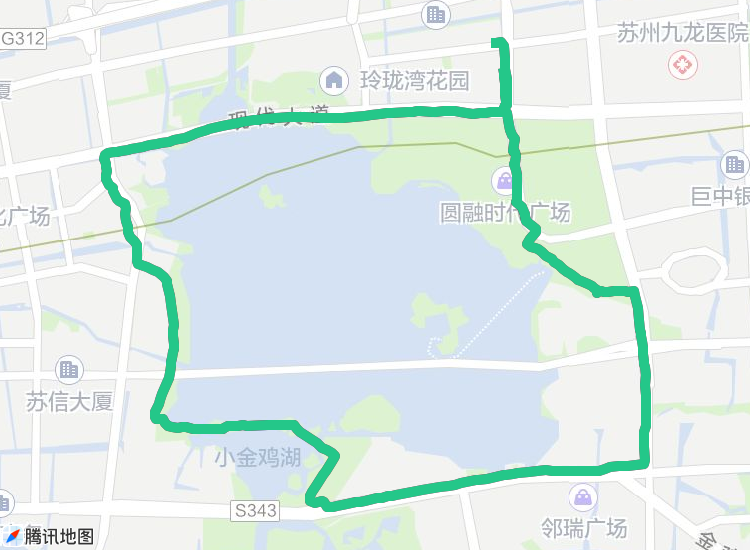 苏州九龙医院
G312
玲珑湾花园
现代大道
厦
巨中银
圆融时代广场
化广场
苏信大厦
小金鸡湖
S343
邻瑞广场
腾讯地图
金